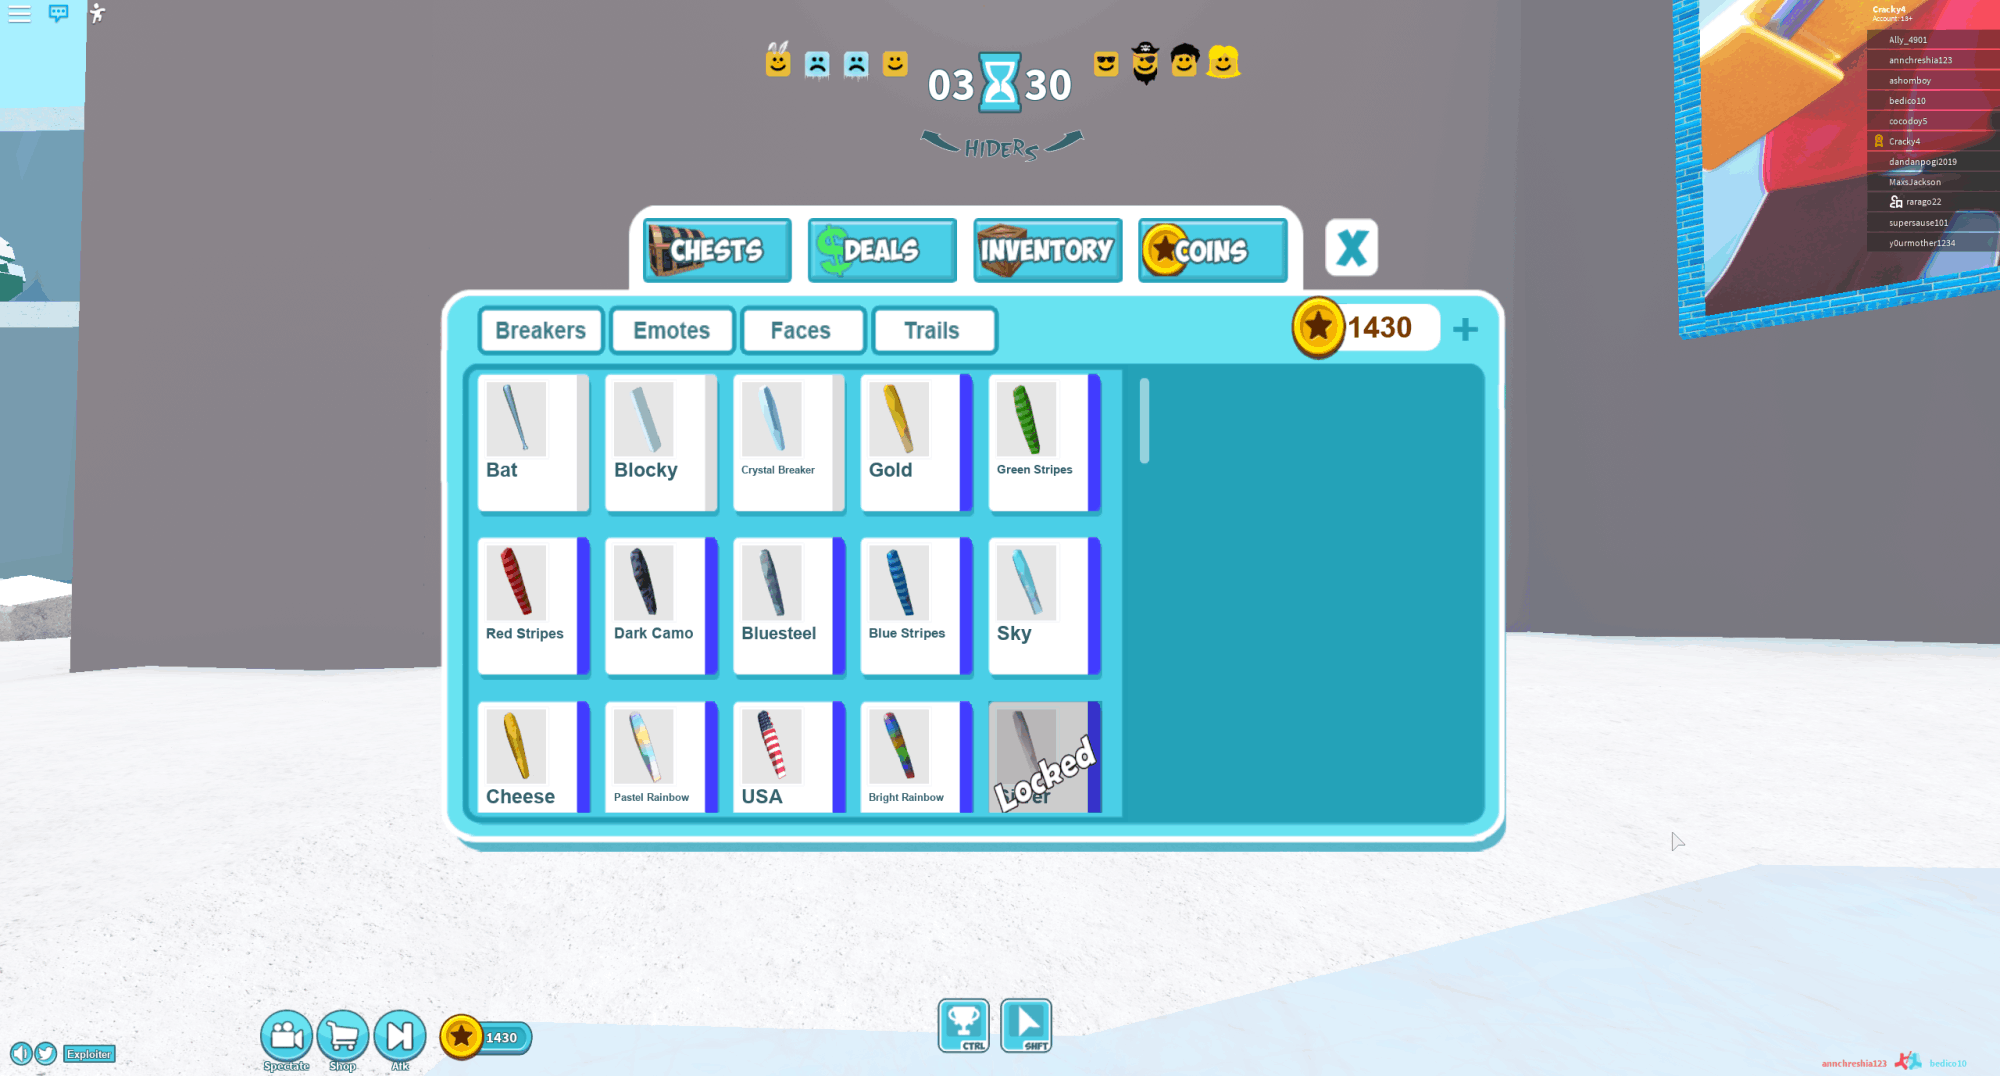 Cracky4
Account: 13+
Ally_4901
annchreshia123
ashomboy
bedico10
cocodoy5
Cracky4
dandanpogi2019
MaxsJackson
rarago22
supersause101
y0urmother1234
03 30
HIDERS
CHESTS
DEALS
INVENTORY
COINS
X
Breakers
Emotes
Faces
Trails
1430
+
Bat
Blocky
Crystal Breaker
Gold
Green Stripes
Red Stripes
Dark Camo
Bluesteel
Blue Stripes
Sky
Cheese
Pastel Rainbow
USA
Bright Rainbow
Locked
Exploiter
Spectate
Shop
Afk
1430
CTRL
SHFT
annchreshia123
bedico10